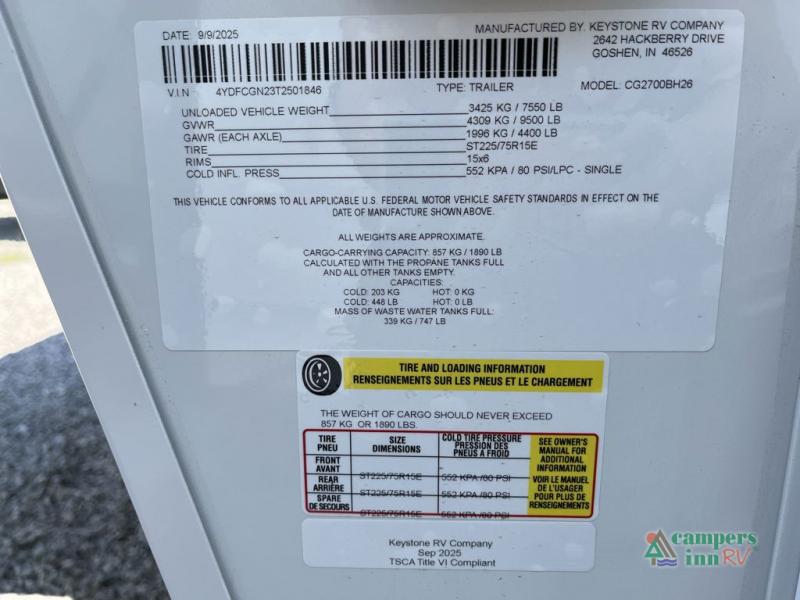 DATE: 9/9/2025
MANUFACTURED BY: KEYSTONE RV COMPANY
2642 HACKBERRY DRIVE
GOSHEN, IN 46526
V.I.N 4YDFCGN23T2501846 TYPE: TRAILER MODEL: CG2700BH26
UNLOADED VEHICLE WEIGHT 3425 KG / 7550 LB
GVWR 4309 KG / 9500 LB
GAWR (EACH AXLE) 1996 KG / 4400 LB
TIRE ST225/75R15E
RIMS 15x6
COLD INFL. PRESS 552 KPA / 80 PSI/LPC - SINGLE
THIS VEHICLE CONFORMS TO ALL APPLICABLE U.S. FEDERAL MOTOR VEHICLE SAFETY STANDARDS IN EFFECT ON THE
DATE OF MANUFACTURE SHOWN ABOVE.
ALL WEIGHTS ARE APPROXIMATE.
CARGO-CARRYING CAPACITY: 857 KG / 1890 LB
CALCULATED WITH THE PROPANE TANKS FULL
AND ALL OTHER TANKS EMPTY.
CAPACITIES:
COLD: 203 KG HOT: 0 KG
COLD: 448 LB HOT: 0 LB
MASS OF WASTE WATER TANKS FULL:
339 KG / 747 LB
TIRE AND LOADING INFORMATION
RENSEIGNEMENTS SUR LES PNEUS ET LE CHARGEMENT
THE WEIGHT OF CARGO SHOULD NEVER EXCEED
857 KG OR 1890 LBS.
TIRE
PNEU
SIZE
DIMENSIONS
COLD TIRE PRESSURE
PRESSION DES
PNEUS A FROID
FRONT
AVANT
ST225/75R15E 552 KPA /80 PSI
REAR
ARRIÈRE
ST225/75R15E 552 KPA /80 PSI
SPARE
DE SECOURS
ST225/75R15E 552 KPA /80 PSI
SEE OWNER'S
MANUAL FOR
ADDITIONAL
INFORMATION
VOIR LE MANUEL
DE L'USAGER
POUR PLUS DE
RENSEIGNEMENTS
Keystone RV Company
Sep 2025
TSCA Title VI Compliant
campers
inn RV